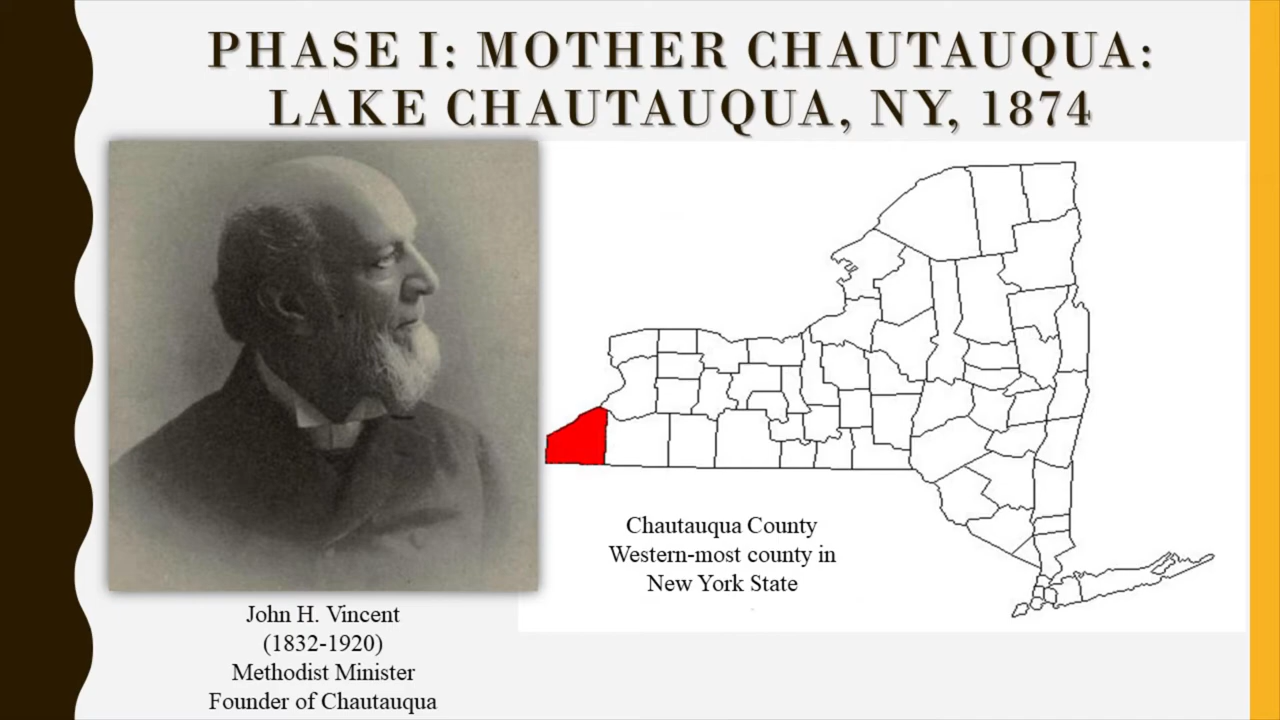 PHASE I: MOTHER CHAUTAUQUA:
LAKE CHAUTAUQUA, NY, 1874
Chautauqua County
Western-most county in
New York State
John H. Vincent
(1832-1920)
Methodist Minister
Founder of Chautauqua